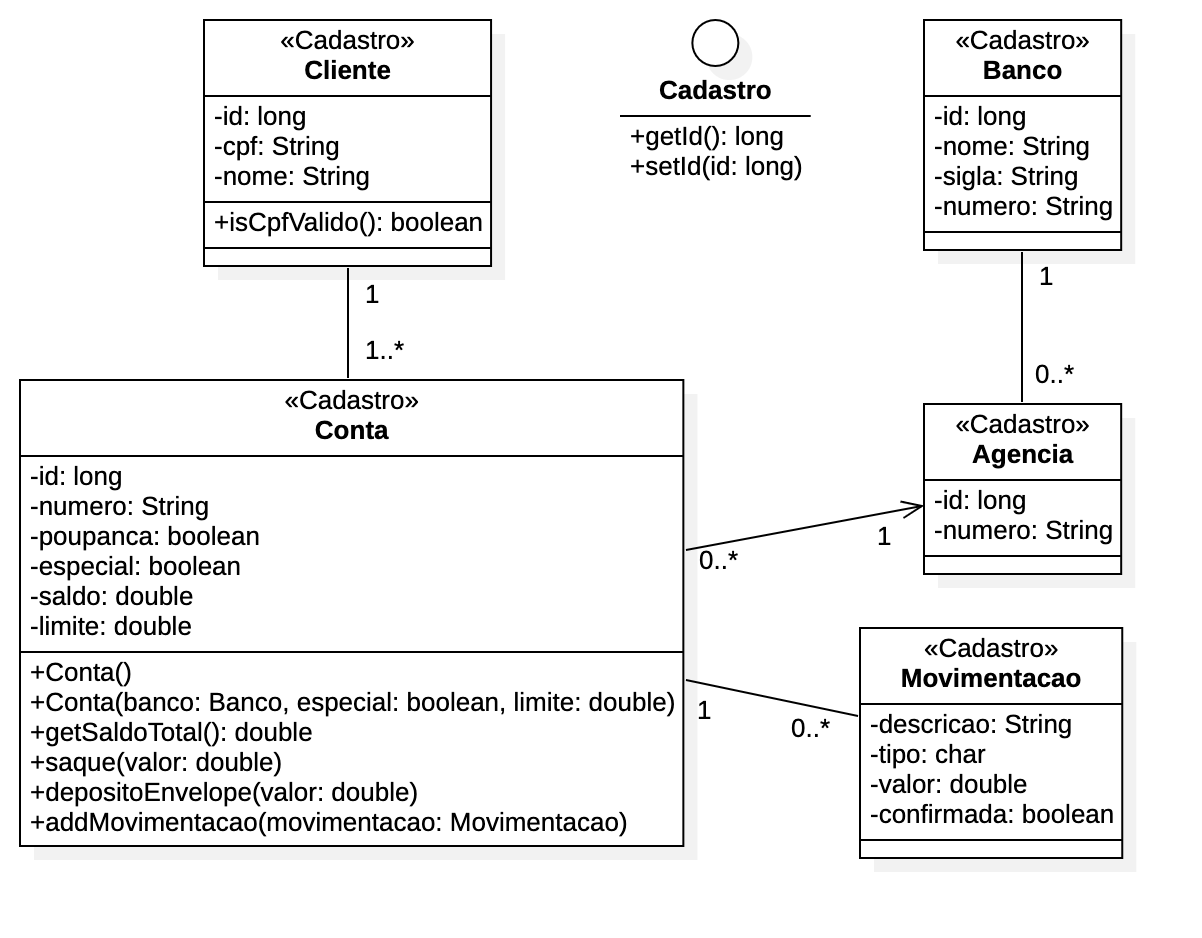 «Cadastro»
Cliente
-id: long
-cpf: String
-nome: String
+isCpfValido(): boolean
Cadastro
+getId(): long
+setId(id: long)
«Cadastro»
Banco
-id: long
-nome: String
-sigla: String
-numero: String
1
1..*
1
0..*
«Cadastro»
Conta
-id: long
-numero: String
-poupanca: boolean
-especial: boolean
-saldo: double
-limite: double
+Conta()
+Conta(banco: Banco, especial: boolean, limite: double)
+getSaldoTotal(): double
+saque(valor: double)
+depositoEnvelope(valor: double)
+addMovimentacao(movimentacao: Movimentacao)
0..*
1
«Cadastro»
Agencia
-id: long
-numero: String
1
0..*
«Cadastro»
Movimentacao
-descricao: String
-tipo: char
-valor: double
-confirmada: boolean